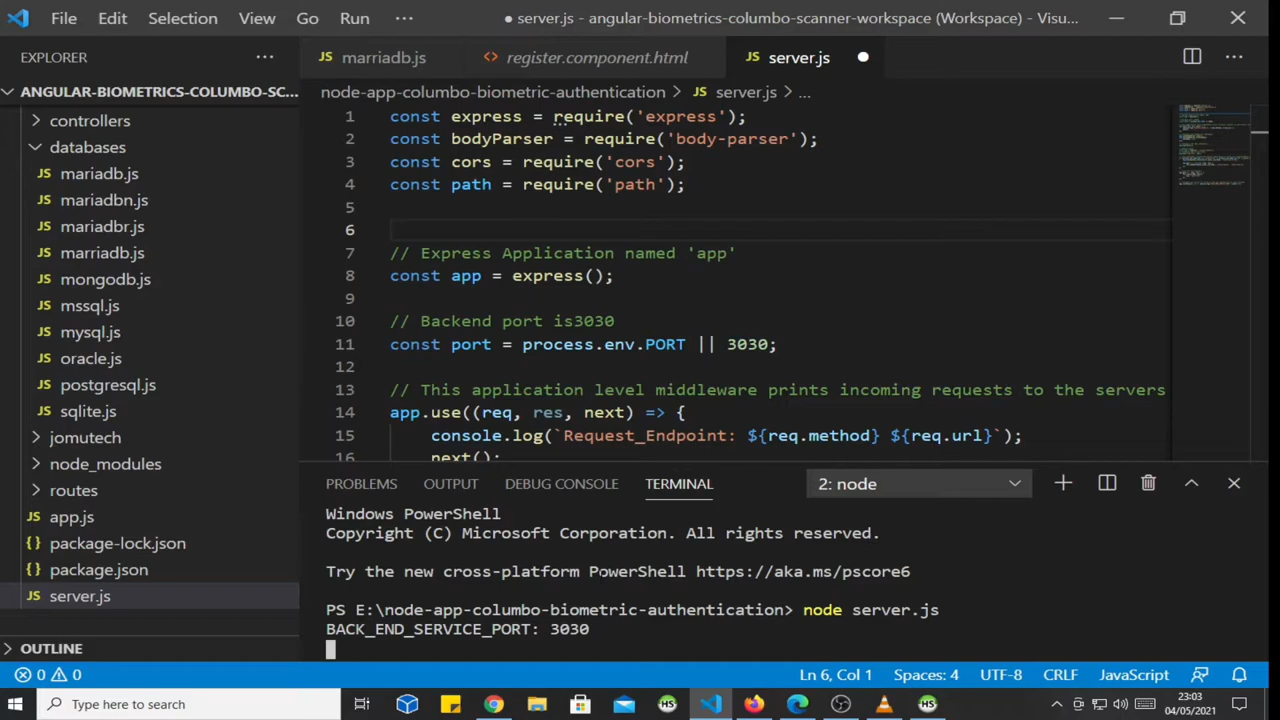 File Edit Selection View Go Run ··· ● server.js - angular-biometrics-columbo-scanner-workspace (Workspace) - Visu...
EXPLORER ···
marriadb.js register.component.html server.js ●
ANGULAR-BIOMETRICS-COLUMBO-SC...
node-app-columbo-biometric-authentication > JS server.js > ...
controllers
databases
JS mariadb.js
JS mariadbn.js
JS mariadbr.js
JS marriadb.js
JS mongodb.js
JS mssql.js
JS mysql.js
JS oracle.js
JS postgresql.js
JS sqlite.js
jomutech
node_modules
routes
JS app.js
{} package-lock.json
{} package.json
JS server.js
OUTLINE
1 const express = require('express');
2 const bodyParser = require('body-parser');
3 const cors = require('cors');
4 const path = require('path');
5
6
7 // Express Application named 'app'
8 const app = express();
9
10 // Backend port is3030
11 const port = process.env.PORT || 3030;
12
13 // This application level middleware prints incoming requests to the servers
14 app.use((req, res, next) => {
15 console.log(`Request_Endpoint: ${req.method} ${req.url}`);
16 next();
PROBLEMS OUTPUT DEBUG CONSOLE TERMINAL 2: node
Windows PowerShell
Copyright (C) Microsoft Corporation. All rights reserved.
Try the new cross-platform PowerShell https://aka.ms/pscore6
PS E:\node-app-columbo-biometric-authentication> node server.js
BACK_END_SERVICE_PORT: 3030
0 0 Ln 6, Col 1 Spaces: 4 UTF-8 CRLF JavaScript
Type here to search
HS
HS
23:03
04/05/2021